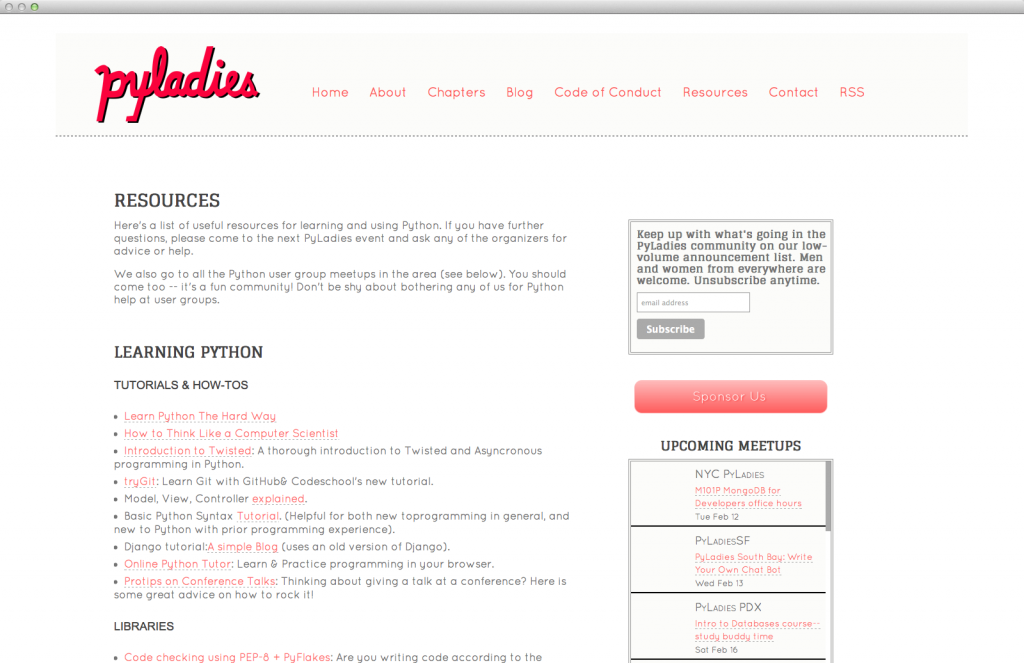 pyladies
Home About Chapters Blog Code of Conduct Resources Contact RSS
RESOURCES
Here's a list of useful resources for learning and using Python. If you have further
questions, please come to the next PyLadies event and ask any of the organizers for
advice or help.
We also go to all the Python user group meetups in the area (see below). You should
come too -- it's a fun community! Don't be shy about bothering any of us for Python
help at user groups.
LEARNING PYTHON
TUTORIALS & HOW-TOS
• Learn Python The Hard Way
• How to Think Like a Computer Scientist
• Introduction to Twisted: A thorough introduction to Twisted and Asyncronous
programming in Python.
• tryGit: Learn Git with GitHub& Codeschool's new tutorial.
• Model, View, Controller explained.
• Basic Python Syntax Tutorial. (Helpful for both new toprogramming in general, and
new to Python with prior programming experience).
• Django tutorial:A simple Blog (uses an old version of Django).
• Online Python Tutor: Learn & Practice programming in your browser.
• Protips on Conference Talks: Thinking about giving a talk at a conference? Here is
some great advice on how to rock it!
LIBRARIES
• Code checking using PEP-8 + PyFlakes: Are you writing code according to the
Keep up with what's going in the
PyLadies community on our low-
volume announcement list. Men
and women from everywhere are
welcome. Unsubscribe anytime.
email address
Subscribe
Sponsor Us
UPCOMING MEETUPS
NYC PyLadies
M101P MongoDB for
Developers office hours
Tue Feb 12
PyLadiesSF
PyLadies South Bay: Write
Your Own Chat Bot
Wed Feb 13
PyLadies PDX
Intro to Databases course--
study buddy time
Sat Feb 16